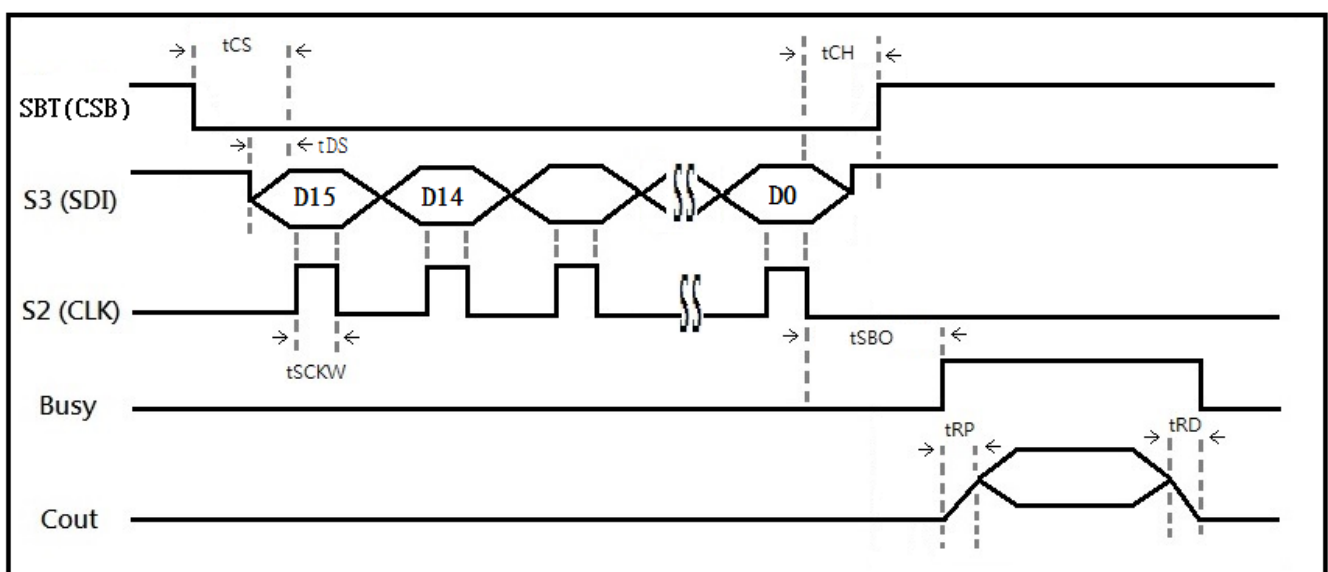 tCS
tCH
SBT(CSB)
tDS
S3 (SDI)
D15
D14
D0
S2 (CLK)
tSCKW
tSBO
Busy
tRP
tRD
Cout